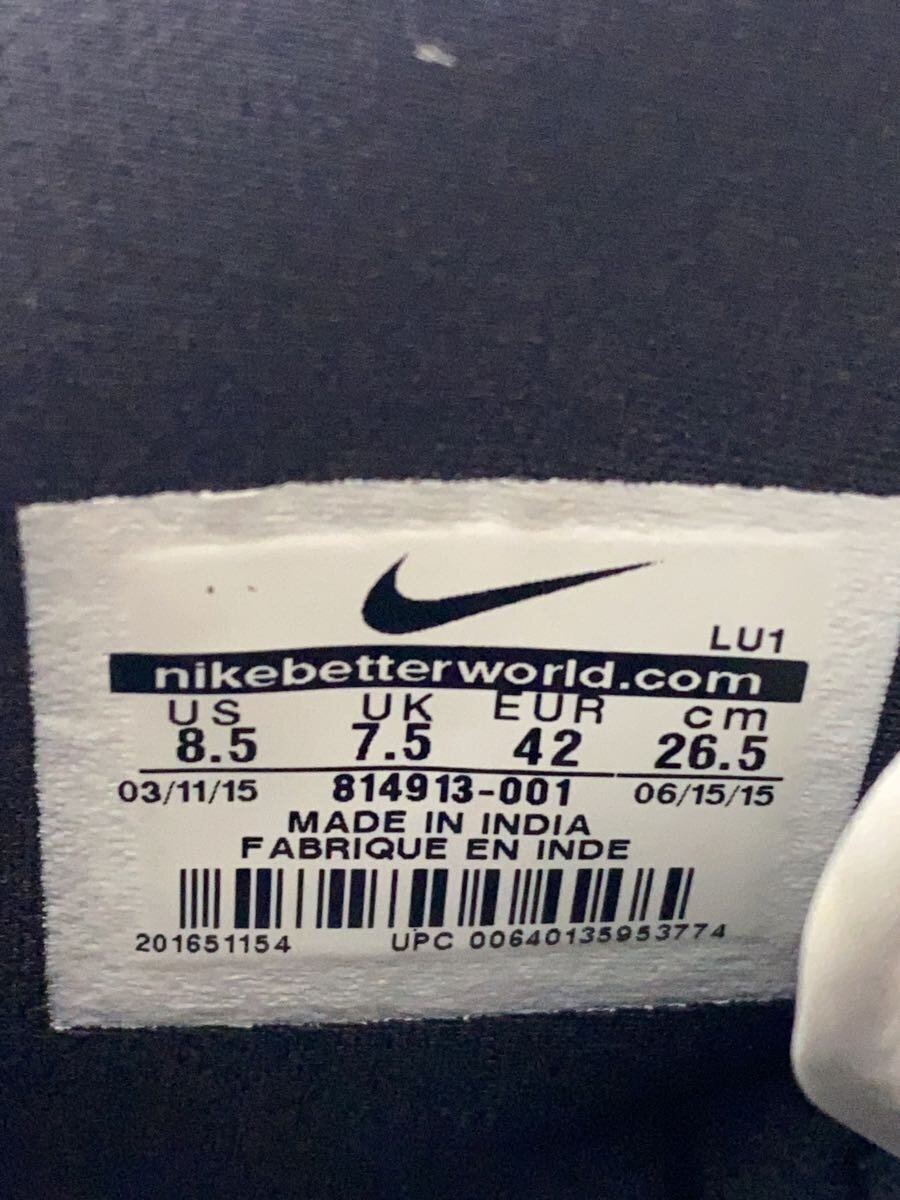 LU1
nikebetterworld.com
US UK EUR cm
8.5 7.5 42 26.5
03/11/15 814913-001 06/15/15
MADE IN INDIA
FABRIQUE EN INDE
201651154 UPC 00640135953774